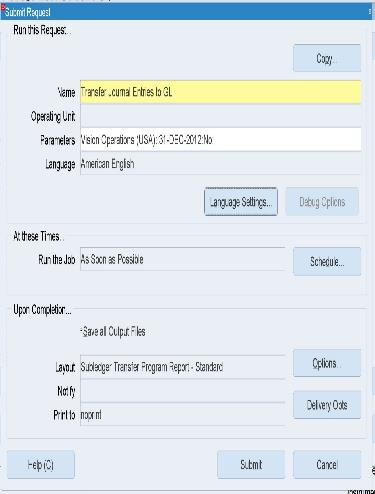 Submit Request
Run this Request...
Copy...
Name Transfer Journal Entries to GL
Operating Unit
Parameters Vision Operations (USA)::31-DEC-2012:No:
Language American English
Language Settings... Debug Options
At these Times...
Run the Job As Soon as Possible Schedule...
Upon Completion...
Save all Output Files
Layout Subledger Transfer Program Report - Standard Options...
Notify
Delivery Opts
Print to noprint
Help (C) Submit Cancel